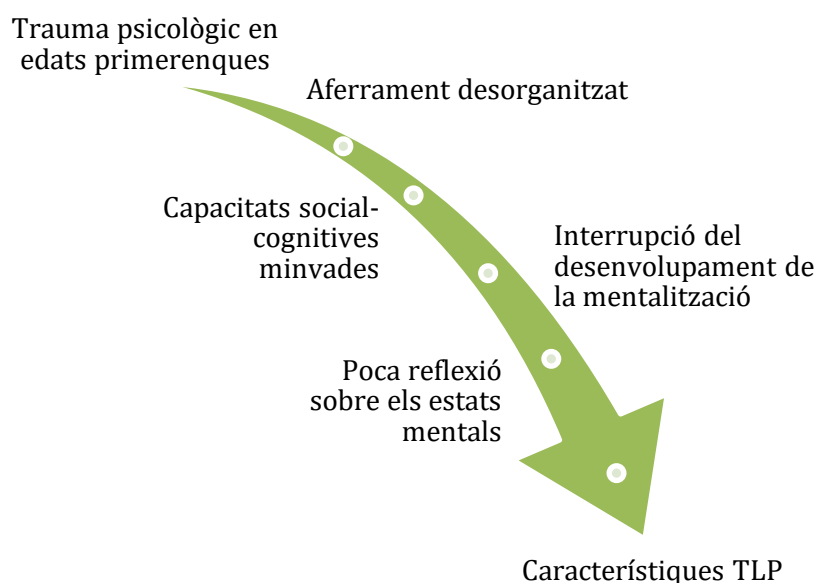 Trauma psicològic en
edats primerenques
Aferrament desorganitzat
Capacitats social-
cognitives
minvades
Interrupció del
desenvolupament de
la mentalització
Poca reflexió
sobre els estats
mentals
Característiques TLP